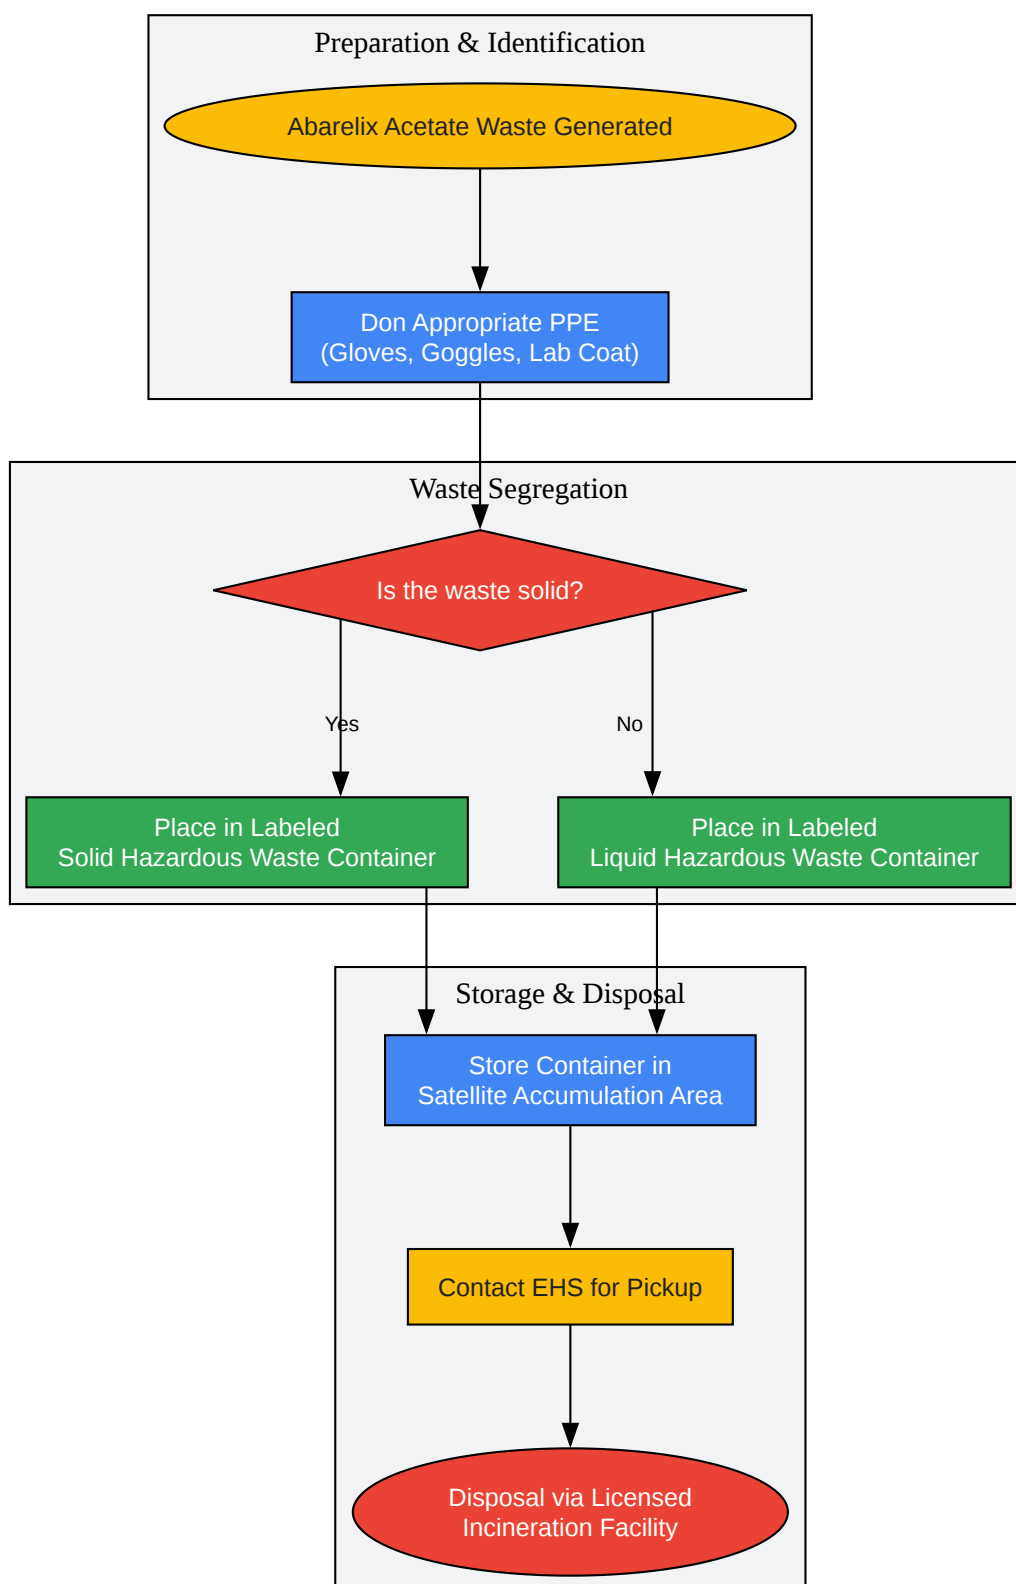 Preparation & Identification
Abarelix Acetate Waste Generated
Don Appropriate PPE
(Gloves, Goggles, Lab Coat)
Waste Segregation
Is the waste solid?
Yes
No
Place in Labeled
Solid Hazardous Waste Container
Place in Labeled
Liquid Hazardous Waste Container
Storage & Disposal
Store Container in
Satellite Accumulation Area
Contact EHS for Pickup
Disposal via Licensed
Incineration Facility